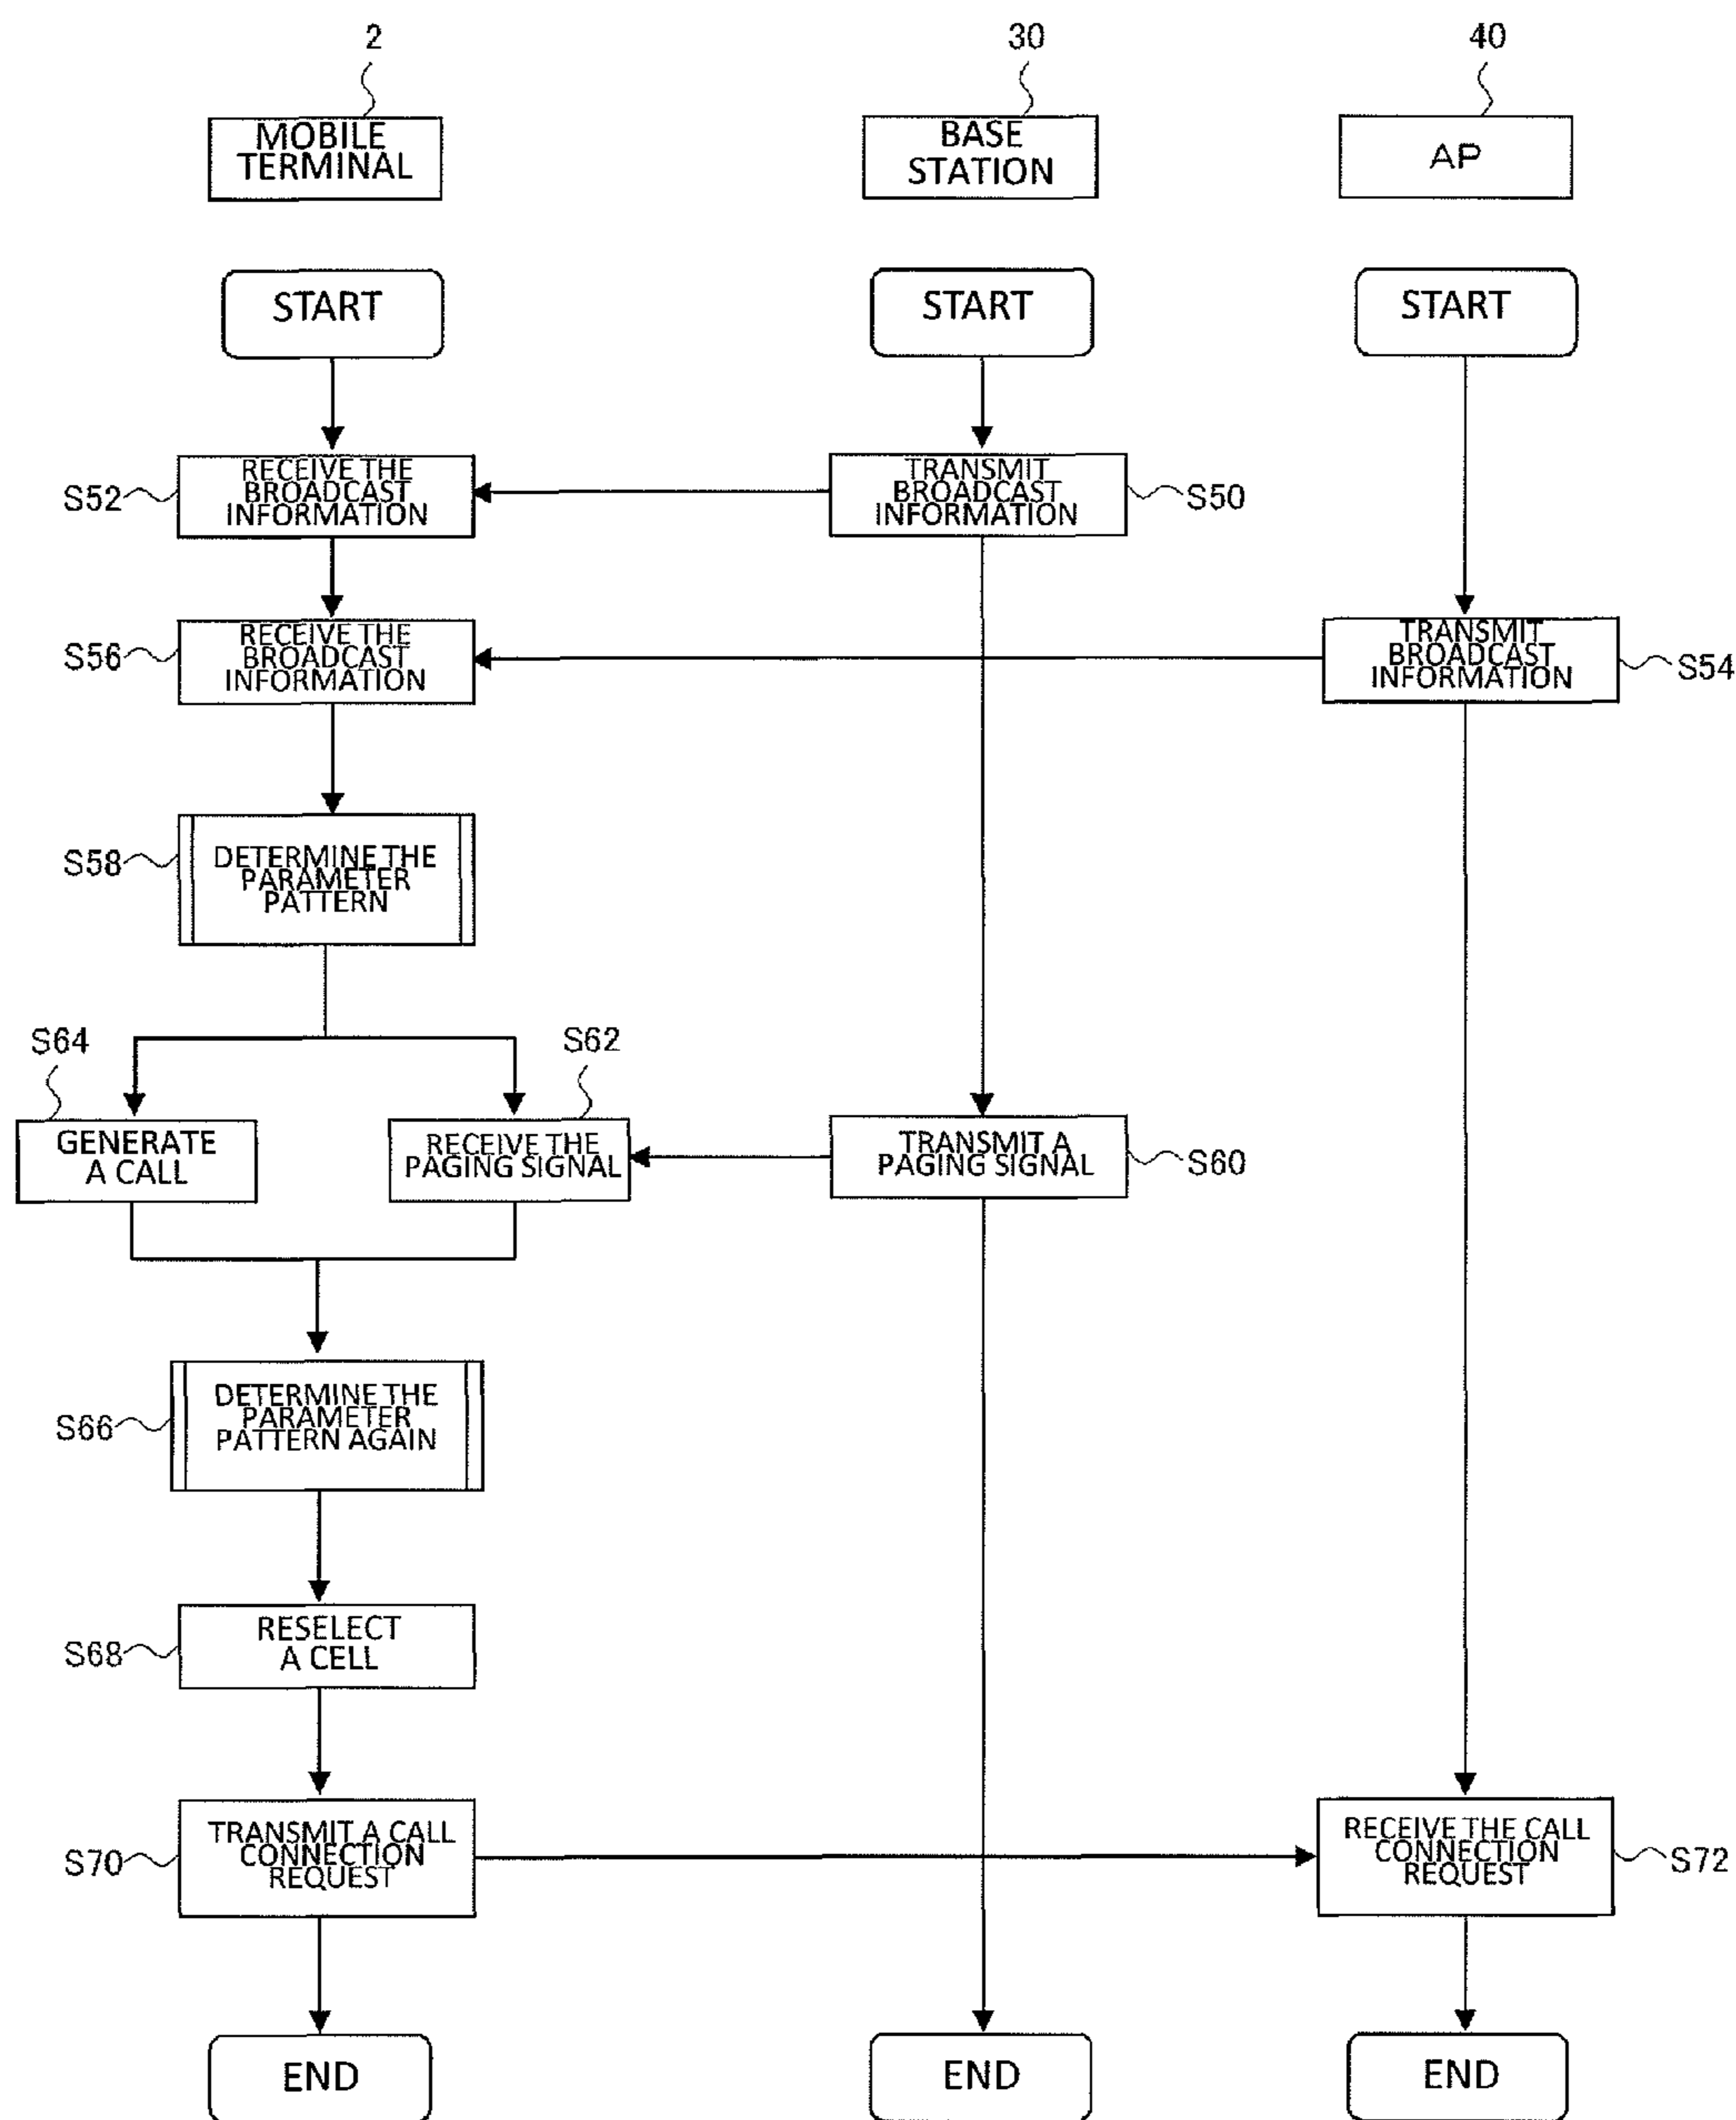 2
30
40
MOBILE
TERMINAL
BASE
STATION
AP
START
START
START
S52
RECEIVE THE
BROADCAST
INFORMATION
TRANSMIT
BROADCAST
INFORMATION
S50
S56
RECEIVE THE
BROADCAST
INFORMATION
TRANSMIT
BROADCAST
INFORMATION
S54
S58
DETERMINE THE
PARAMETER
PATTERN
S64
S62
GENERATE
A CALL
RECEIVE THE
PAGING SIGNAL
TRANSMIT A
PAGING SIGNAL
S60
S66
DETERMINE THE
PARAMETER
PATTERN AGAIN
S68
RESELECT
A CELL
S70
TRANSMIT A CALL
CONNECTION
REQUEST
RECEIVE THE CALL
CONNECTION
REQUEST
S72
END
END
END